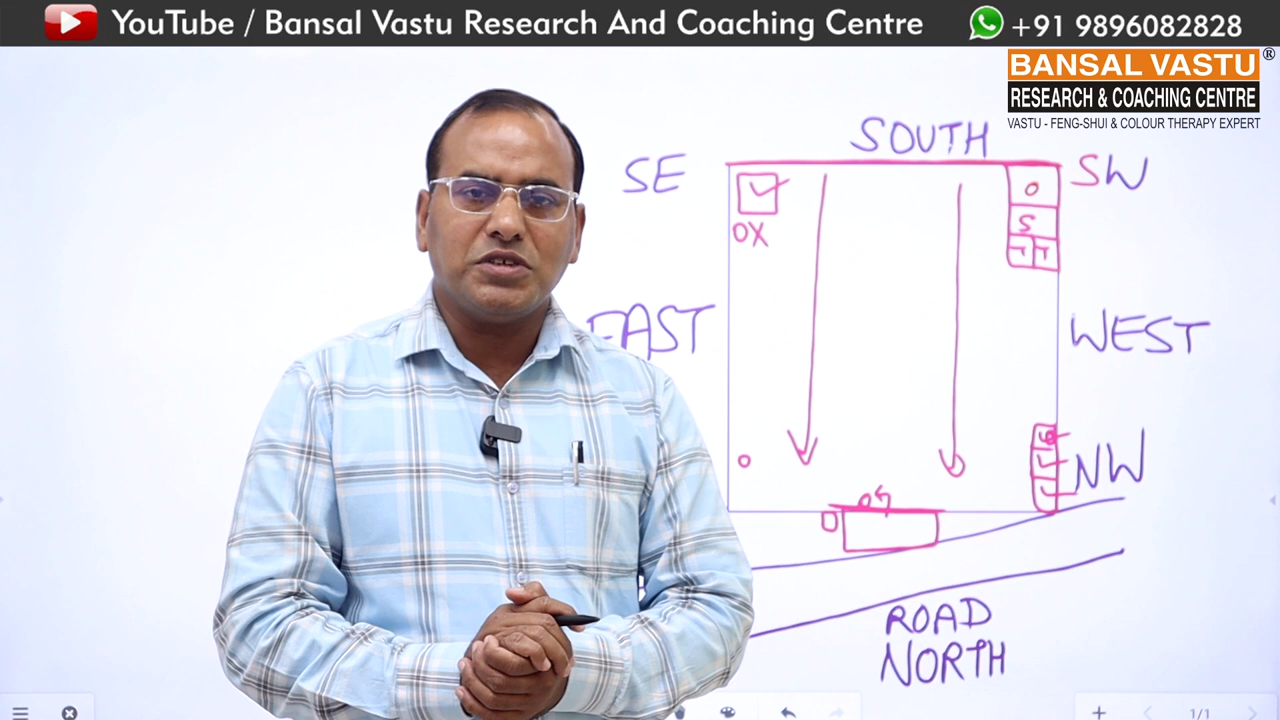 YouTube / Bansal Vastu Research And Coaching Centre
+91 9896082828
BANSAL VASTU®
RESEARCH & COACHING CENTRE
VASTU - FENG-SHUI & COLOUR THERAPY EXPERT
SOUTH
SE
SW
O
S
T T
OX
EAST
WEST
O
NW
ROAD
NORTH
1/1